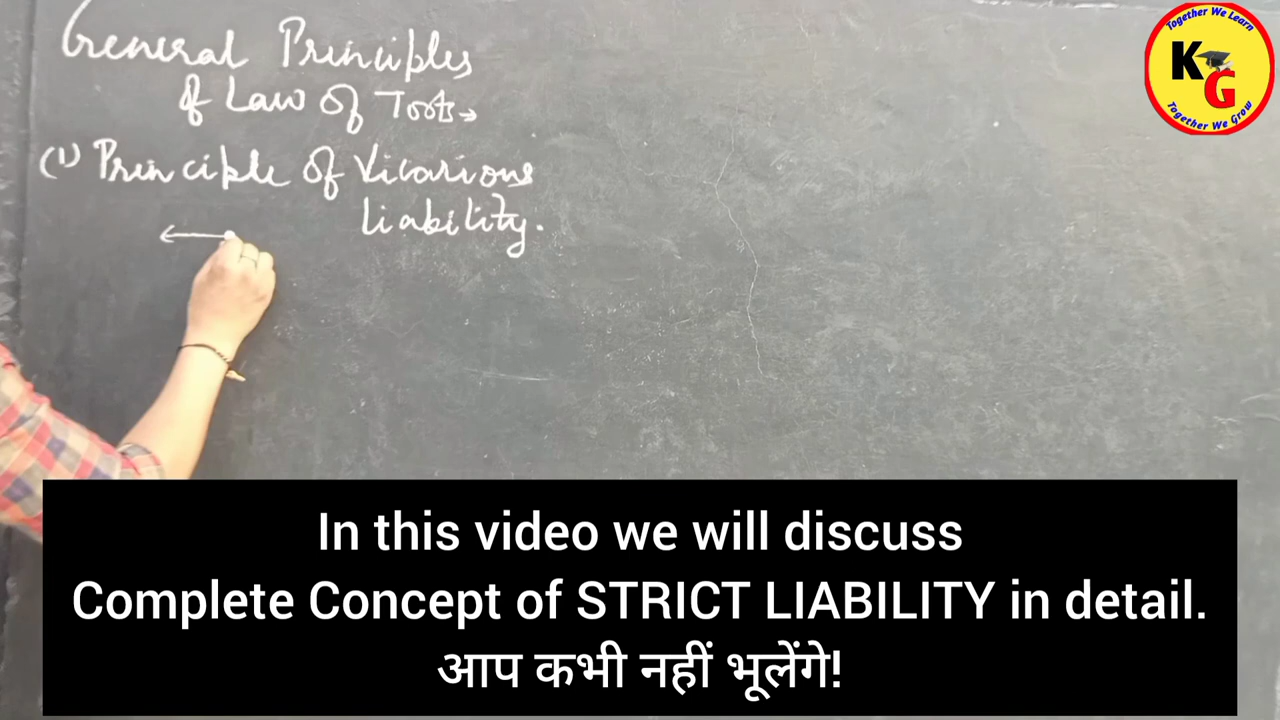 General Principles
of Law of Torts→
(1) Principle of Vicarious
liability.
Together We Learn
KG
Together We Grow
In this video we will discuss
Complete Concept of STRICT LIABILITY in detail.
आप कभी नहीं भूलेंगे!